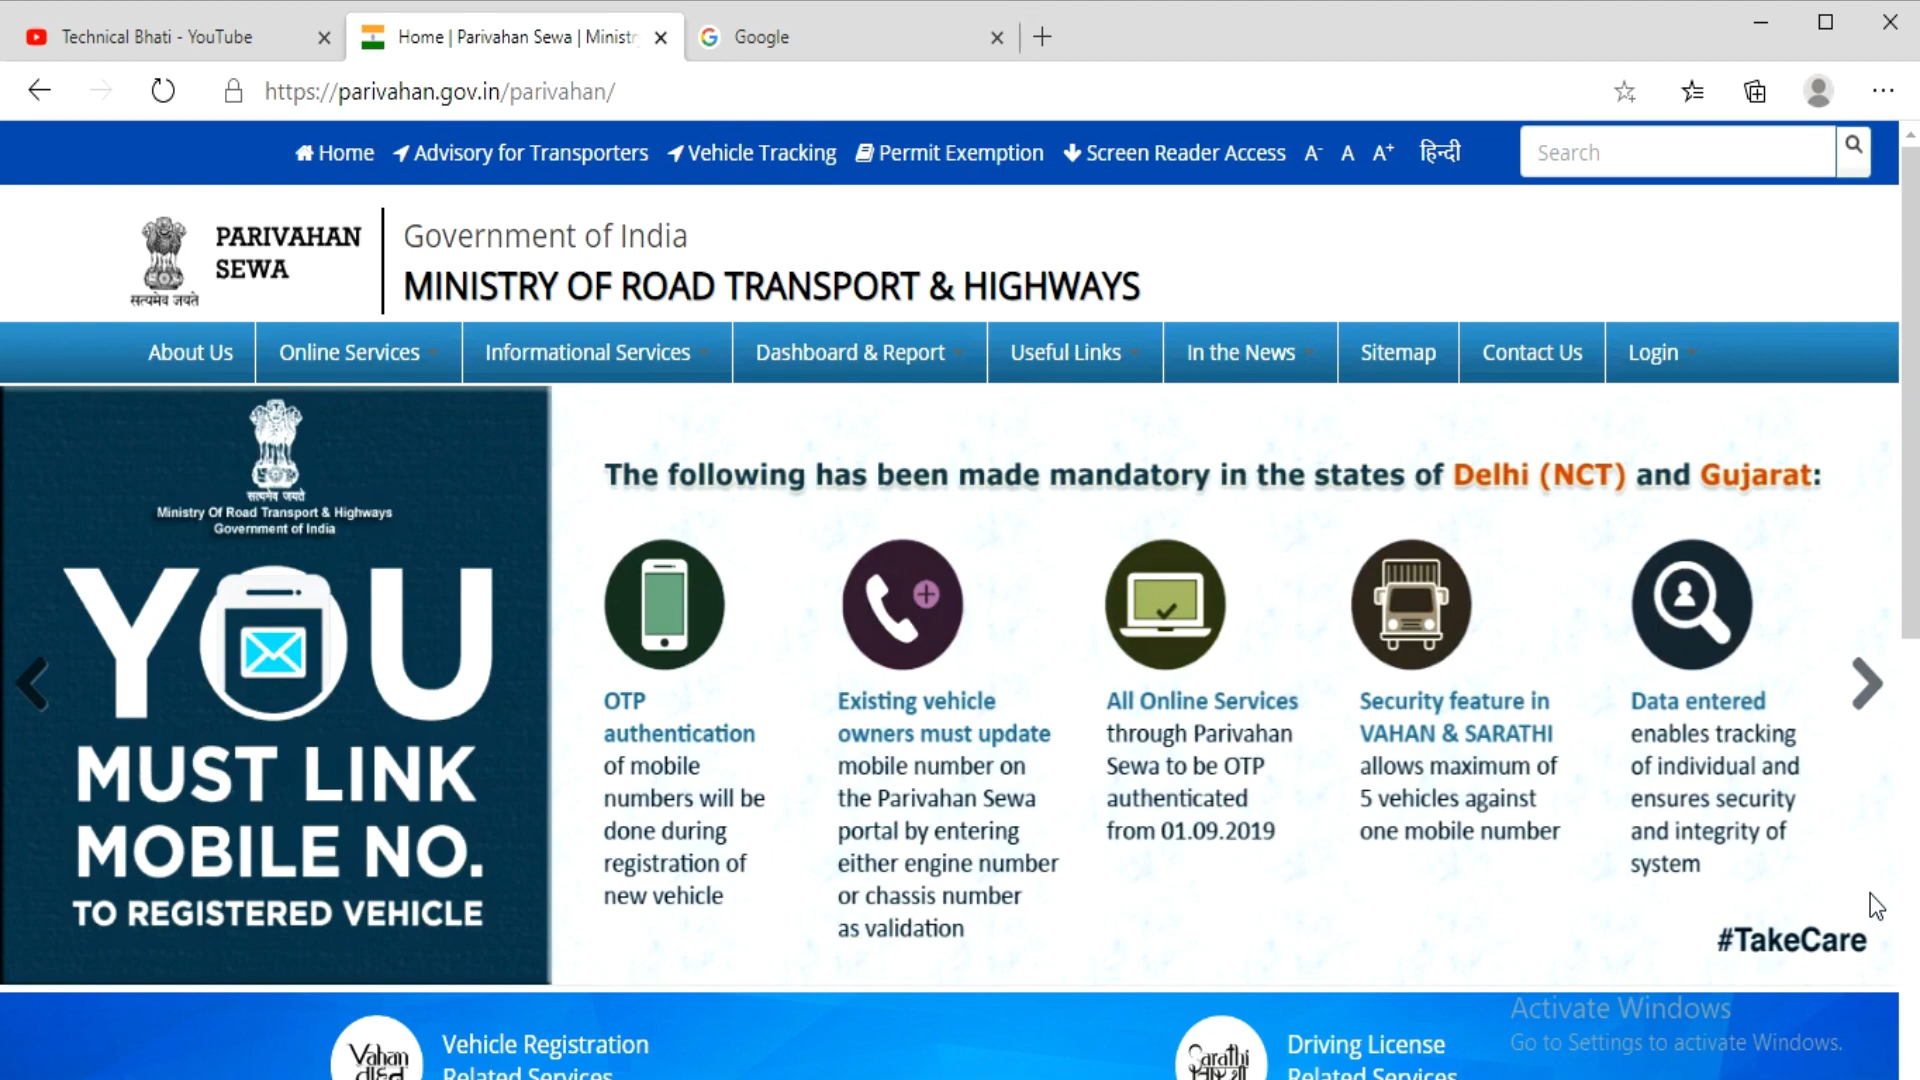 Technical Bhati - YouTube
Home | Parivahan Sewa | Ministr
Google
https://parivahan.gov.in/parivahan/
Home
Advisory for Transporters
Vehicle Tracking
Permit Exemption
Screen Reader Access
A- A A+
हिन्दी
Search
सत्यमेव जयते
PARIVAHAN
SEWA
Government of India
MINISTRY OF ROAD TRANSPORT & HIGHWAYS
About Us
Online Services
Informational Services
Dashboard & Report
Useful Links
In the News
Sitemap
Contact Us
Login
सत्यमेव जयते
Ministry Of Road Transport & Highways
Government of India
YOU
MUST LINK
MOBILE NO.
TO REGISTERED VEHICLE
The following has been made mandatory in the states of Delhi (NCT) and Gujarat:
OTP
authentication
of mobile
numbers will be
done during
registration of
new vehicle
Existing vehicle
owners must update
mobile number on
the Parivahan Sewa
portal by entering
either engine number
or chassis number
as validation
All Online Services
through Parivahan
Sewa to be OTP
authenticated
from 01.09.2019
Security feature in
VAHAN & SARATHI
allows maximum of
5 vehicles against
one mobile number
Data entered
enables tracking
of individual and
ensures security
and integrity of
system
#TakeCare
Vahan
वाहन
Vehicle Registration
Related Services
Sarathi
Driving License
Related Services
Activate Windows
Go to Settings to activate Windows.